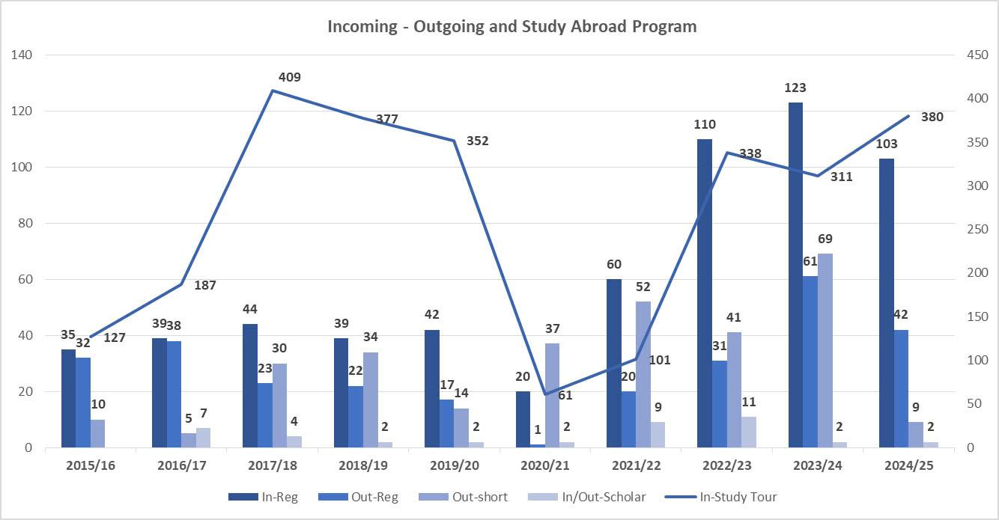 Incoming - Outgoing and Study Abroad Program
140 450
120 400
100 350
80 300
60 250
40 200
20 150
0 100
50
0
35 32 10 127
39 38 5 7 187
44 23 30 4 409
39 22 34 2 377
42 17 14 2 352
20 1 37 2 61
60 20 52 9 101
110 31 41 11 338
123 61 69 2 311
103 42 9 2 380
2015/16 2016/17 2017/18 2018/19 2019/20 2020/21 2021/22 2022/23 2023/24 2024/25
In-Reg Out-Reg Out-short In/Out-Scholar In-Study Tour